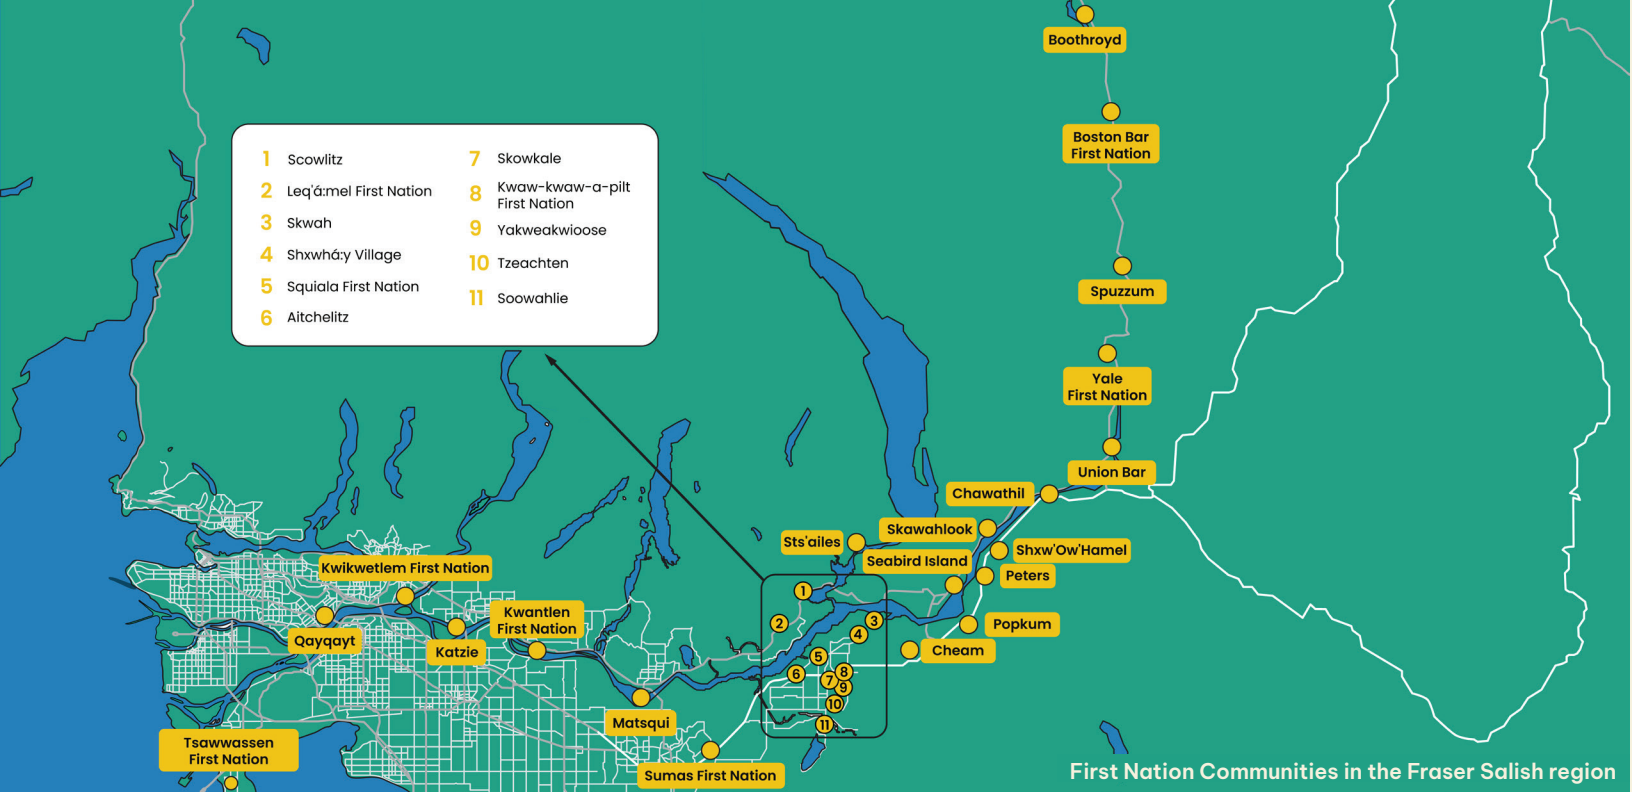 Boothroyd
Boston Bar
First Nation
Spuzzum
Yale
First Nation
Union Bar
1 Scowlitz
2 Leq'á:mel First Nation
3 Skwah
4 Shxwhá:y Village
5 Squiala First Nation
6 Aitchelitz
7 Skowkale
8 Kwaw-kwaw-a-pilt
First Nation
9 Yakweakwioose
10 Tzeachten
11 Soowahlie
Chawathil
Skawahlook
Sts'ailes
Shxw'Ow'Hamel
Seabird Island
Peters
Popkum
Cheam
Kwikwetlem First Nation
Kwantlen
First Nation
Qayqayt
Katzie
Matsqui
Tsawwassen
First Nation
Sumas First Nation
1
2
3
4
5
6
8
7
9
10
11
First Nation Communities in the Fraser Salish region